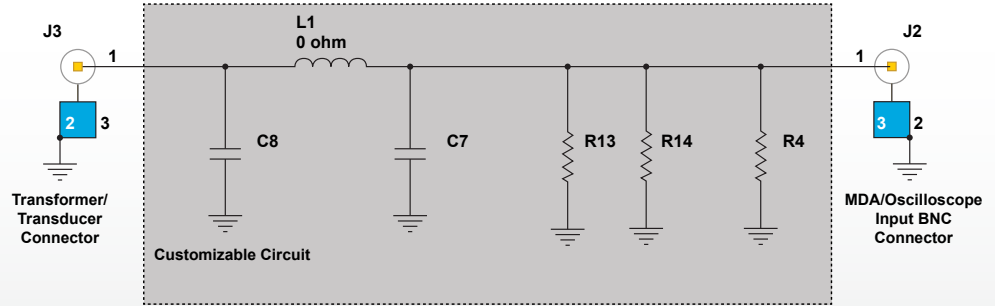 J3
L1
0 ohm
J2
1
1
2
3
C8
C7
R13
R14
R4
3
2
Transformer/
Transducer
Connector
MDA/Oscilloscope
Input BNC
Connector
Customizable Circuit